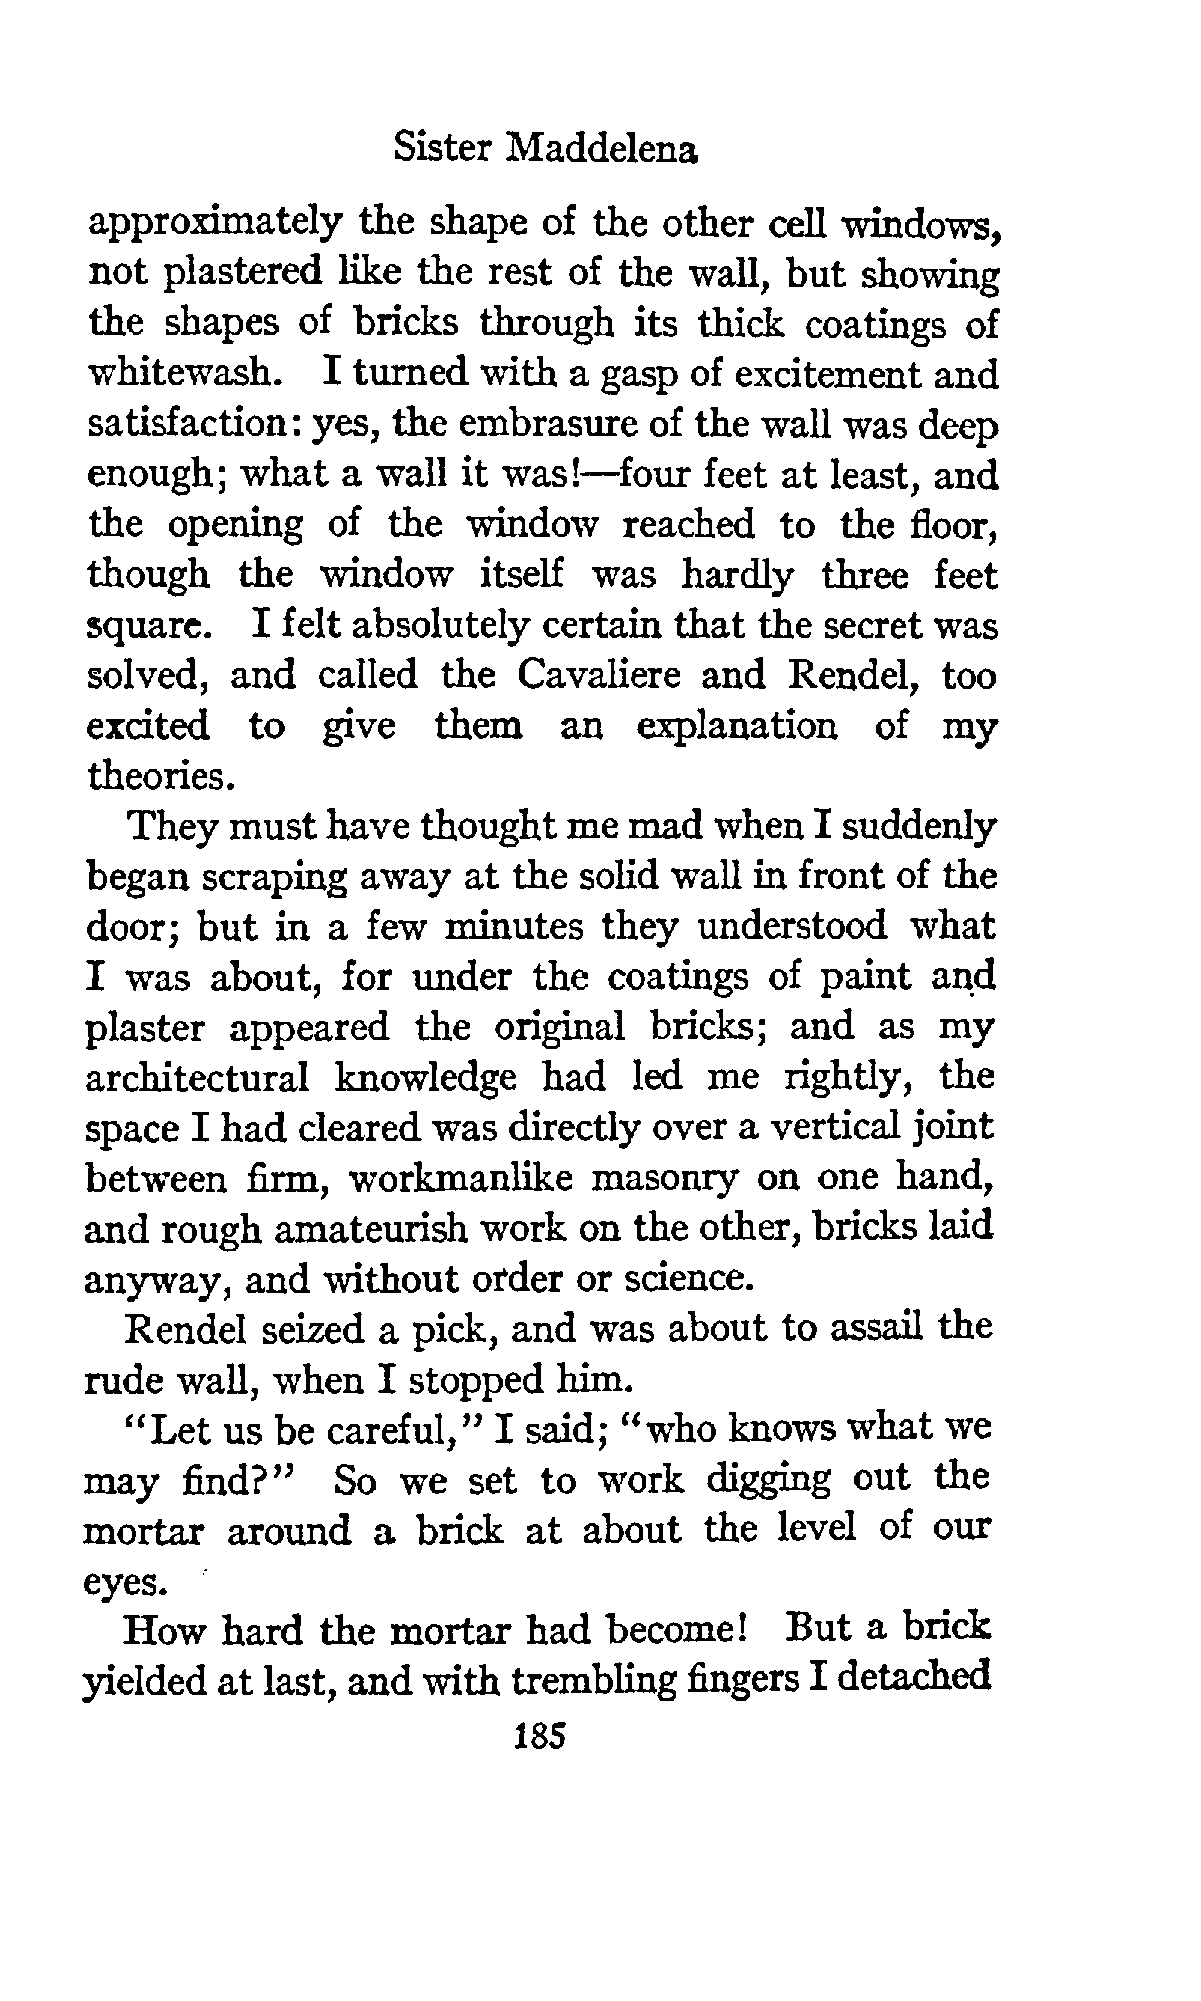 Sister Maddelena
approximately the shape of the other cell windows,
not plastered like the rest of the wall, but showing
the shapes of bricks through its thick coatings of
whitewash. I turned with a gasp of excitement and
satisfaction: yes, the embrasure of the wall was deep
enough; what a wall it was!—four feet at least, and
the opening of the window reached to the floor,
though the window itself was hardly three feet
square. I felt absolutely certain that the secret was
solved, and called the Cavaliere and Rendel, too
excited to give them an explanation of my
theories.
They must have thought me mad when I suddenly
began scraping away at the solid wall in front of the
door; but in a few minutes they understood what
I was about, for under the coatings of paint and
plaster appeared the original bricks; and as my
architectural knowledge had led me rightly, the
space I had cleared was directly over a vertical joint
between firm, workmanlike masonry on one hand,
and rough amateurish work on the other, bricks laid
anyway, and without order or science.
Rendel seized a pick, and was about to assail the
rude wall, when I stopped him.
"Let us be careful," I said; "who knows what we
may find?" So we set to work digging out the
mortar around a brick at about the level of our
eyes.
How hard the mortar had become! But a brick
yielded at last, and with trembling fingers I detached
185